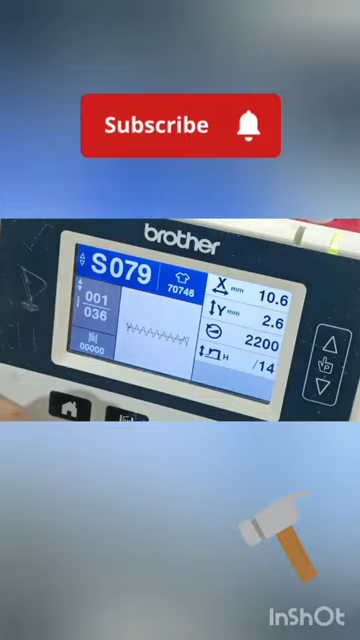 Subscribe
brother
S079
70746
001
036
00000
X mm 10.6
Y mm 2.6
2200
H /14
P
InShOt